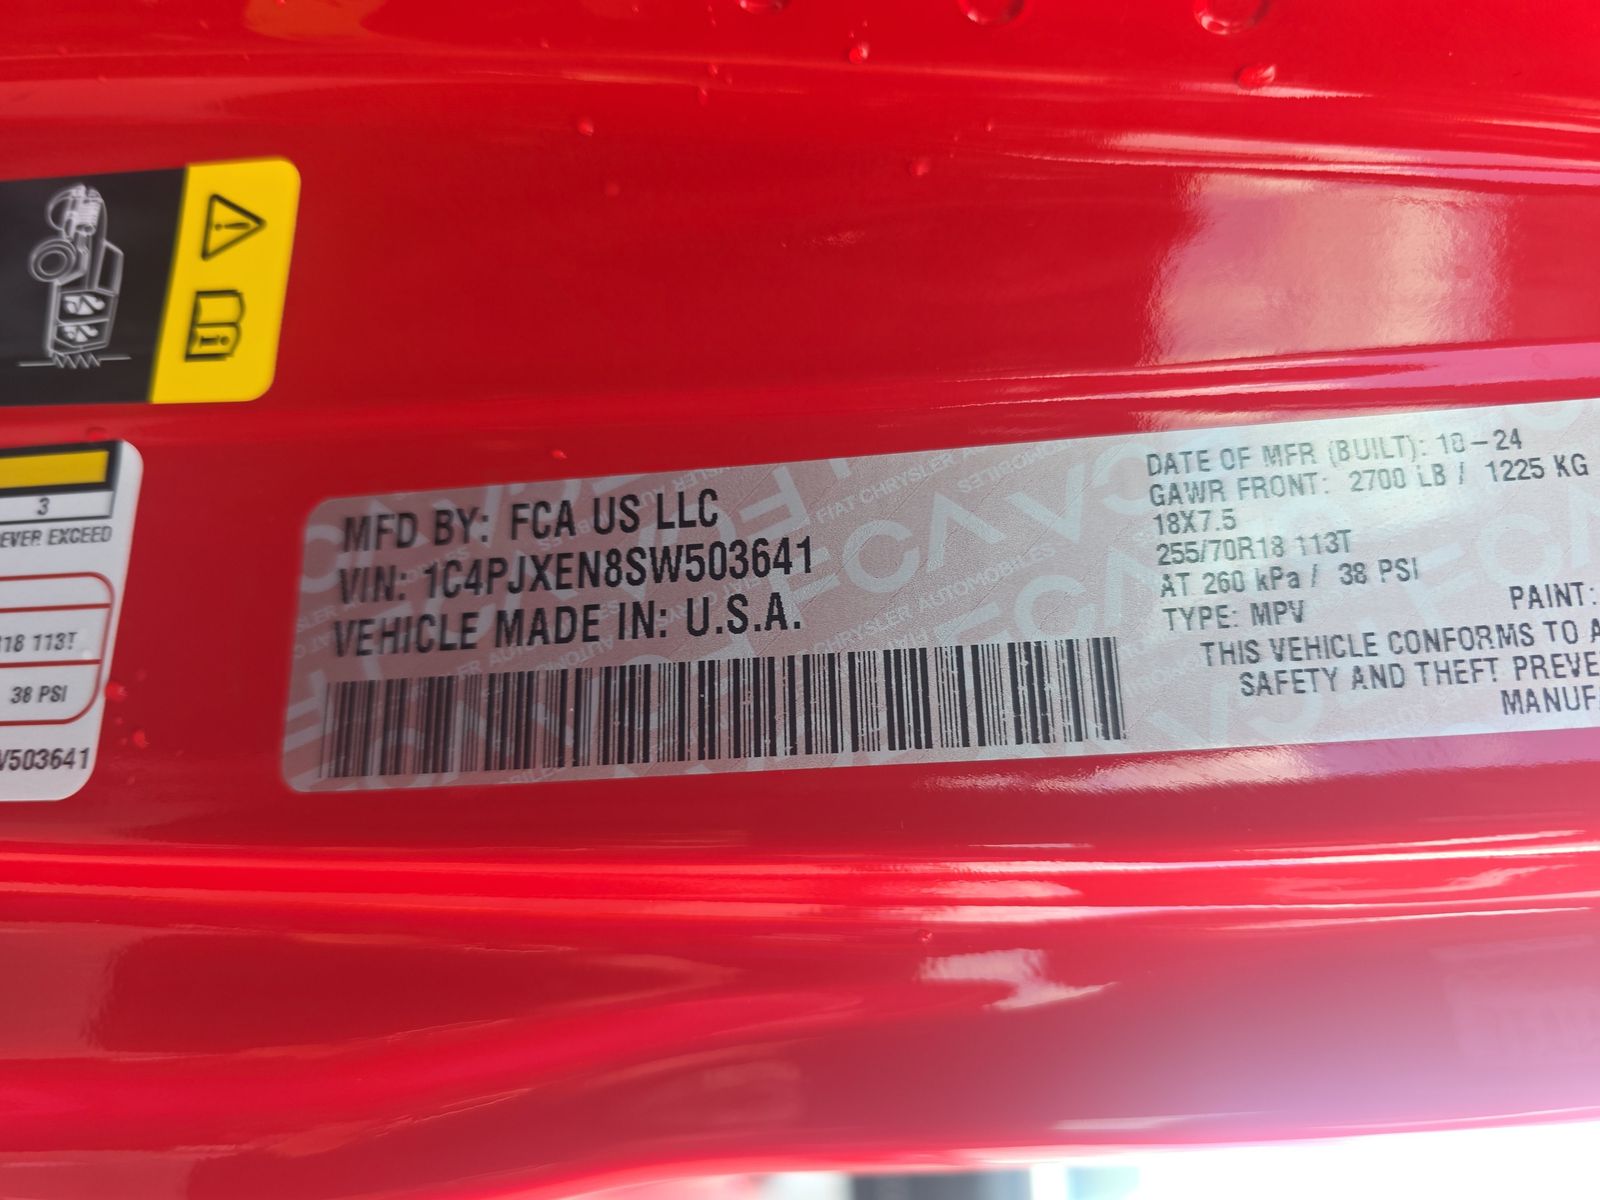 3
EVER EXCEED
18 113T
38 PSI
W503641
MFD BY: FCA US LLC
VIN: 1C4PJXEN8SW503641
VEHICLE MADE IN: U.S.A.
DATE OF MFR (BUILT): 10-24
GAWR FRONT: 2700 LB / 1225 KG
18X7.5
255/70R18 113T
AT 260 kPa / 38 PSI
TYPE: MPV
PAINT:
THIS VEHICLE CONFORMS TO A
SAFETY AND THEFT PREVE
MANUFA